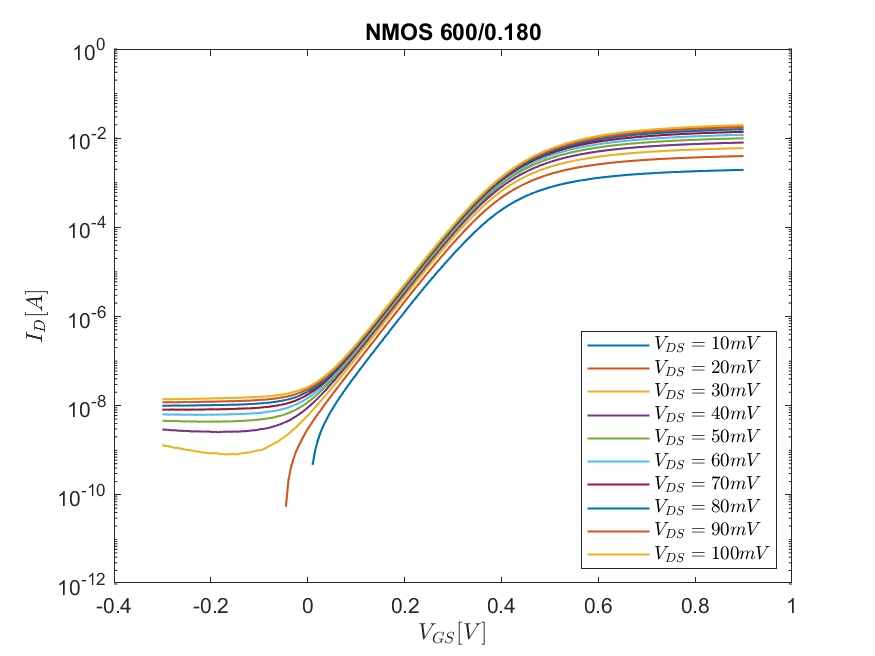 NMOS 600/0.180
10^0
10^-2
10^-4
10^-6
10^-8
10^-10
10^-12
I_D[A]
-0.4 -0.2 0 0.2 0.4 0.6 0.8 1
V_GS[V]
V_DS = 10mV
V_DS = 20mV
V_DS = 30mV
V_DS = 40mV
V_DS = 50mV
V_DS = 60mV
V_DS = 70mV
V_DS = 80mV
V_DS = 90mV
V_DS = 100mV